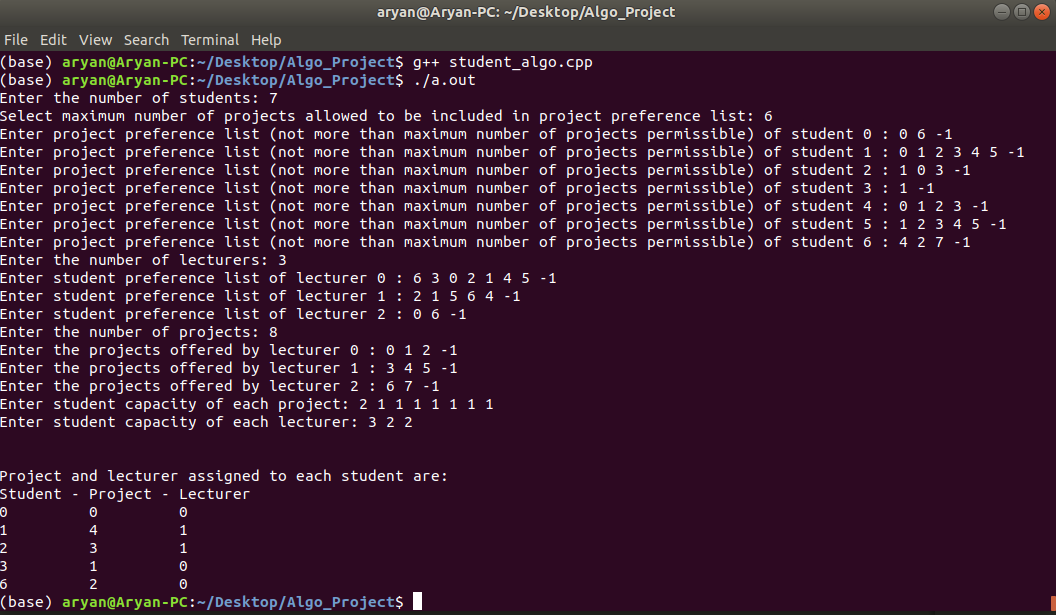 aryan@Aryan-PC: ~/Desktop/Algo_Project
File Edit View Search Terminal Help
(base) aryan@Aryan-PC:~/Desktop/Algo_Project$ g++ student_algo.cpp
(base) aryan@Aryan-PC:~/Desktop/Algo_Project$ ./a.out
Enter the number of students: 7
Select maximum number of projects allowed to be included in project preference list: 6
Enter project preference list (not more than maximum number of projects permissible) of student 0 : 0 6 -1
Enter project preference list (not more than maximum number of projects permissible) of student 1 : 0 1 2 3 4 5 -1
Enter project preference list (not more than maximum number of projects permissible) of student 2 : 1 0 3 -1
Enter project preference list (not more than maximum number of projects permissible) of student 3 : 1 -1
Enter project preference list (not more than maximum number of projects permissible) of student 4 : 0 1 2 3 -1
Enter project preference list (not more than maximum number of projects permissible) of student 5 : 1 2 3 4 5 -1
Enter project preference list (not more than maximum number of projects permissible) of student 6 : 4 2 7 -1
Enter the number of lecturers: 3
Enter student preference list of lecturer 0 : 6 3 0 2 1 4 5 -1
Enter student preference list of lecturer 1 : 2 1 5 6 4 -1
Enter student preference list of lecturer 2 : 0 6 -1
Enter the number of projects: 8
Enter the projects offered by lecturer 0 : 0 1 2 -1
Enter the projects offered by lecturer 1 : 3 4 5 -1
Enter the projects offered by lecturer 2 : 6 7 -1
Enter student capacity of each project: 2 1 1 1 1 1 1 1
Enter student capacity of each lecturer: 3 2 2
Project and lecturer assigned to each student are:
Student - Project - Lecturer
0 0 0
1 4 1
2 3 1
3 1 0
6 2 0
(base) aryan@Aryan-PC:~/Desktop/Algo_Project$